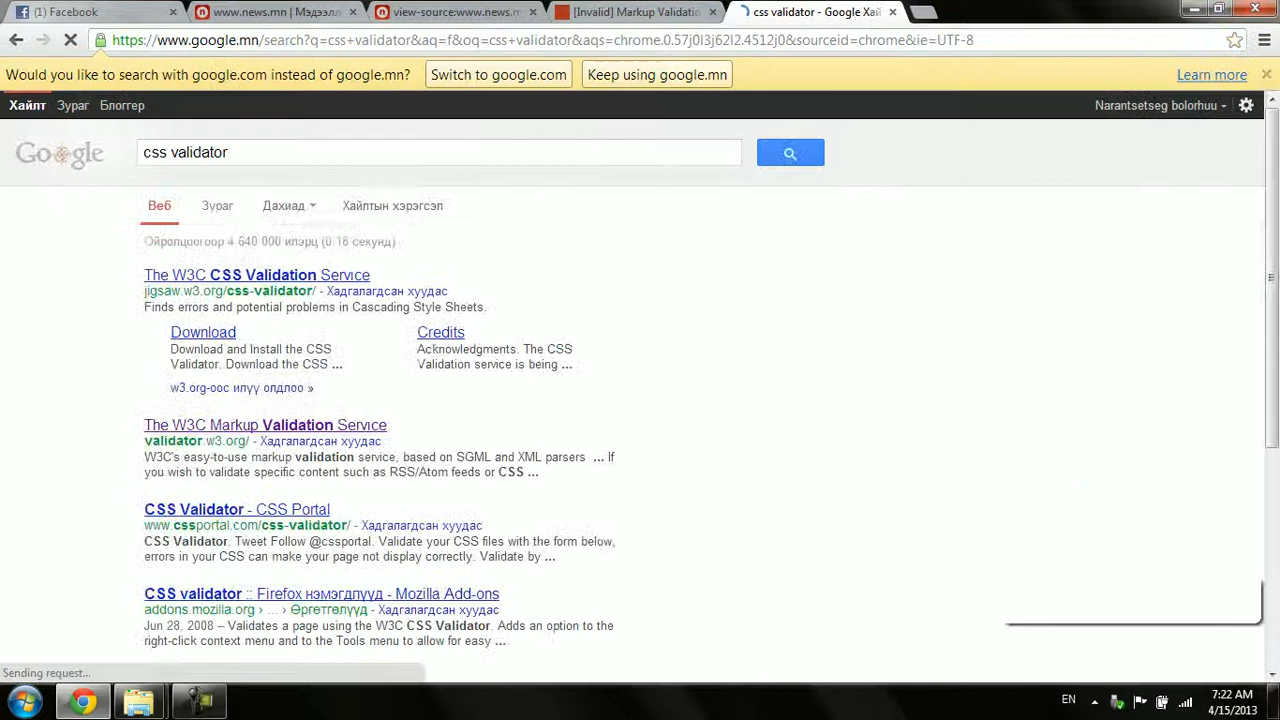 (1) Facebook
www.news.mn | Мэдээлл
view-source:www.news.m
[Invalid] Markup Validatio
css validator - Google Хай
https://www.google.mn/search?q=css+validator&aq=f&oq=css+validator&aqs=chrome.0.57j0l3j62l2.4512j0&sourceid=chrome&ie=UTF-8
Would you like to search with google.com instead of google.mn? Switch to google.com Keep using google.mn Learn more
Хайлт Зураг Блоггер Narantsetseg bolorhuu
Google css validator
Веб Зураг Дахиад Хайлтын хэрэгсэл
Ойролцоогоор 4 640 000 илэрц (0.16 секунд)
The W3C CSS Validation Service
jigsaw.w3.org/css-validator/ - Хадгалагдсан хуудас
Finds errors and potential problems in Cascading Style Sheets.
Download
Download and Install the CSS
Validator. Download the CSS ...
Credits
Acknowledgments. The CSS
Validation service is being ...
w3.org-оос илүү олдлоо »
The W3C Markup Validation Service
validator.w3.org/ - Хадгалагдсан хуудас
W3C's easy-to-use markup validation service, based on SGML and XML parsers ... If
you wish to validate specific content such as RSS/Atom feeds or CSS ...
CSS Validator - CSS Portal
www.cssportal.com/css-validator/ - Хадгалагдсан хуудас
CSS Validator. Tweet Follow @cssportal. Validate your CSS files with the form below,
errors in your CSS can make your page not display correctly. Validate by ...
CSS validator :: Firefox нэмэгдлүүд - Mozilla Add-ons
addons.mozilla.org › ... › Өргөтгөлүүд - Хадгалагдсан хуудас
Jun 28, 2008 – Validates a page using the W3C CSS Validator. Adds an option to the
right-click context menu and to the Tools menu to allow for easy ...
Sending request...
EN
7:22 AM
4/15/2013